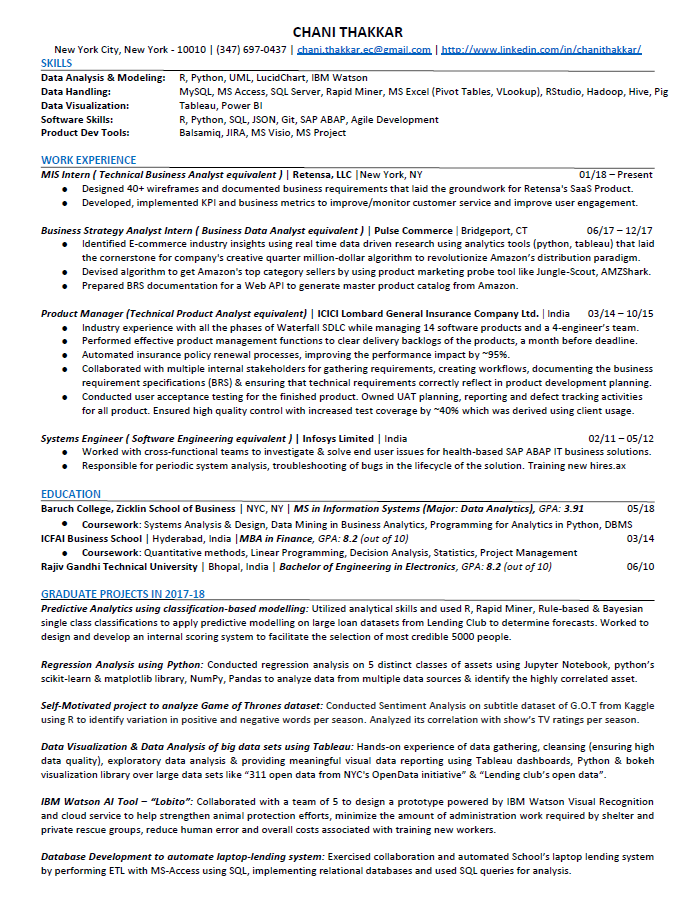 CHANI THAKKAR
New York City, New York - 10010 | (347) 697-0437 | chani.thakkar.ec@gmail.com | http://www.linkedin.com/in/chanithakkar/
SKILLS
Data Analysis & Modeling: R, Python, UML, LucidChart, IBM Watson
Data Handling: MySQL, MS Access, SQL Server, Rapid Miner, MS Excel (Pivot Tables, VLookup), RStudio, Hadoop, Hive, Pig
Data Visualization: Tableau, Power BI
Software Skills: R, Python, SQL, JSON, Git, SAP ABAP, Agile Development
Product Dev Tools: Balsamiq, JIRA, MS Visio, MS Project
WORK EXPERIENCE
MIS Intern ( Technical Business Analyst equivalent ) | Retensa, LLC |New York, NY 01/18 – Present
● Designed 40+ wireframes and documented business requirements that laid the groundwork for Retensa's SaaS Product.
● Developed, implemented KPI and business metrics to improve/monitor customer service and improve user engagement.
Business Strategy Analyst Intern ( Business Data Analyst equivalent ) | Pulse Commerce | Bridgeport, CT 06/17 – 12/17
● Identified E-commerce industry insights using real time data driven research using analytics tools (python, tableau) that laid
the cornerstone for company's creative quarter million-dollar algorithm to revolutionize Amazon's distribution paradigm.
● Devised algorithm to get Amazon's top category sellers by using product marketing probe tool like Jungle-Scout, AMZShark.
● Prepared BRS documentation for a Web API to generate master product catalog from Amazon.
Product Manager (Technical Product Analyst equivalent) | ICICI Lombard General Insurance Company Ltd. | India 03/14 – 10/15
● Industry experience with all the phases of Waterfall SDLC while managing 14 software products and a 4-engineer's team.
● Performed effective product management functions to clear delivery backlogs of the products, a month before deadline.
● Automated insurance policy renewal processes, improving the performance impact by ~95%.
● Collaborated with multiple internal stakeholders for gathering requirements, creating workflows, documenting the business
requirement specifications (BRS) & ensuring that technical requirements correctly reflect in product development planning.
● Conducted user acceptance testing for the finished product. Owned UAT planning, reporting and defect tracking activities
for all product. Ensured high quality control with increased test coverage by ~40% which was derived using client usage.
Systems Engineer ( Software Engineering equivalent ) | Infosys Limited | India 02/11 – 05/12
● Worked with cross-functional teams to investigate & solve end user issues for health-based SAP ABAP IT business solutions.
● Responsible for periodic system analysis, troubleshooting of bugs in the lifecycle of the solution. Training new hires.ax
EDUCATION
Baruch College, Zicklin School of Business | NYC, NY | MS in Information Systems (Major: Data Analytics), GPA: 3.91 05/18
● Coursework: Systems Analysis & Design, Data Mining in Business Analytics, Programming for Analytics in Python, DBMS
ICFAI Business School | Hyderabad, India |MBA in Finance, GPA: 8.2 (out of 10) 03/14
● Coursework: Quantitative methods, Linear Programming, Decision Analysis, Statistics, Project Management
Rajiv Gandhi Technical University | Bhopal, India | Bachelor of Engineering in Electronics, GPA: 8.2 (out of 10) 06/10
GRADUATE PROJECTS IN 2017-18
Predictive Analytics using classification-based modelling: Utilized analytical skills and used R, Rapid Miner, Rule-based & Bayesian
single class classifications to apply predictive modelling on large loan datasets from Lending Club to determine forecasts. Worked to
design and develop an internal scoring system to facilitate the selection of most credible 5000 people.
Regression Analysis using Python: Conducted regression analysis on 5 distinct classes of assets using Jupyter Notebook, python's
scikit-learn & matplotlib library, NumPy, Pandas to analyze data from multiple data sources & identify the highly correlated asset.
Self-Motivated project to analyze Game of Thrones dataset: Conducted Sentiment Analysis on subtitle dataset of G.O.T from Kaggle
using R to identify variation in positive and negative words per season. Analyzed its correlation with show's TV ratings per season.
Data Visualization & Data Analysis of big data sets using Tableau: Hands-on experience of data gathering, cleansing (ensuring high
data quality), exploratory data analysis & providing meaningful visual data reporting using Tableau dashboards, Python & bokeh
visualization library over large data sets like “311 open data from NYC's OpenData initiative” & “Lending club's open data”.
IBM Watson AI Tool – “Lobito”: Collaborated with a team of 5 to design a prototype powered by IBM Watson Visual Recognition
and cloud service to help strengthen animal protection efforts, minimize the amount of administration work required by shelter and
private rescue groups, reduce human error and overall costs associated with training new workers.
Database Development to automate laptop-lending system: Exercised collaboration and automated School's laptop lending system
by performing ETL with MS-Access using SQL, implementing relational databases and used SQL queries for analysis.